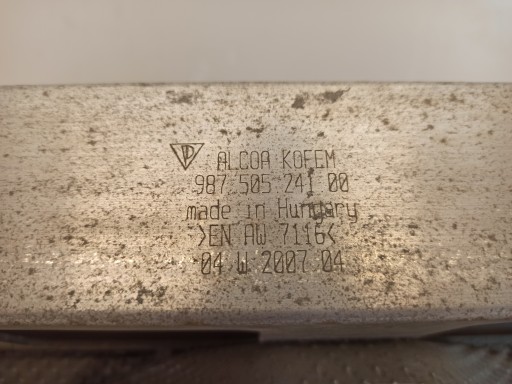 ALCOA KOFEM
987 505 241 00
made in Hungary
>EN AW 7116<
04 W 2007 04